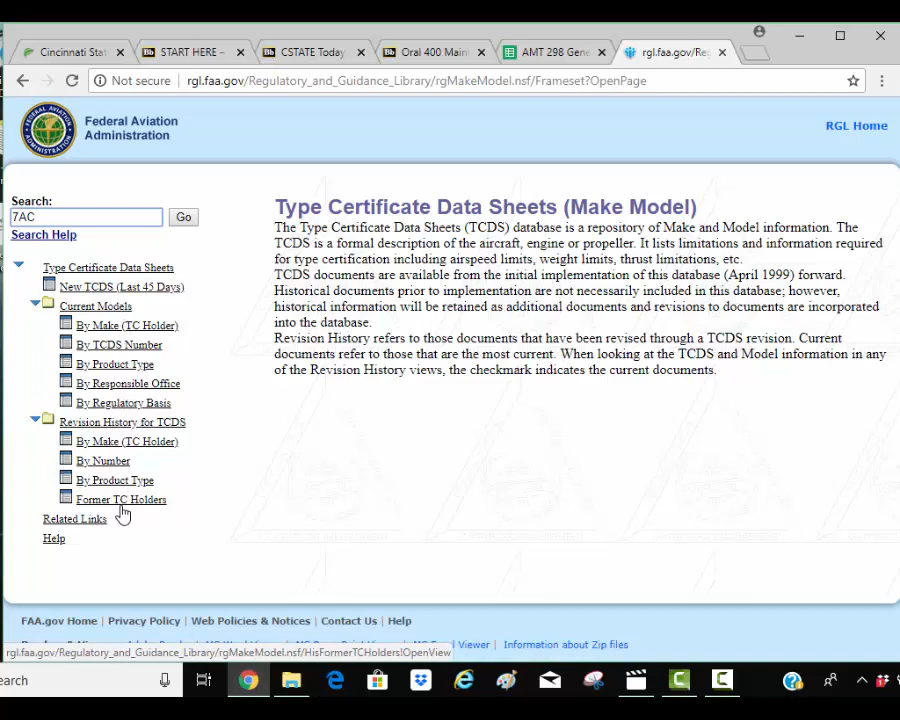 Cincinnati Stat
START HERE –
CSTATE Today
Oral 400 Main
AMT 298 Gene
rgl.faa.gov/Reg
Not secure
rgl.faa.gov/Regulatory_and_Guidance_Library/rgMakeModel.nsf/Frameset?OpenPage
Federal Aviation
Administration
RGL Home
Search:
7AC
Go
Search Help
Type Certificate Data Sheets
New TCDS (Last 45 Days)
Current Models
By Make (TC Holder)
By TCDS Number
By Product Type
By Responsible Office
By Regulatory Basis
Revision History for TCDS
By Make (TC Holder)
By Number
By Product Type
Former TC Holders
Related Links
Help
Type Certificate Data Sheets (Make Model)
The Type Certificate Data Sheets (TCDS) database is a repository of Make and Model information. The
TCDS is a formal description of the aircraft, engine or propeller. It lists limitations and information required
for type certification including airspeed limits, weight limits, thrust limitations, etc.
TCDS documents are available from the initial implementation of this database (April 1999) forward.
Historical documents prior to implementation are not necessarily included in this database; however,
historical information will be retained as additional documents and revisions to documents are incorporated
into the database.
Revision History refers to those documents that have been revised through a TCDS revision. Current
documents refer to those that are the most current. When looking at the TCDS and Model information in any
of the Revision History views, the checkmark indicates the current documents.
FAA.gov Home | Privacy Policy | Web Policies & Notices | Contact Us | Help
Viewer | Information about Zip files
rgl.faa.gov/Regulatory_and_Guidance_Library/rgMakeModel.nsf/HisFormerTCHolders!OpenView
earch